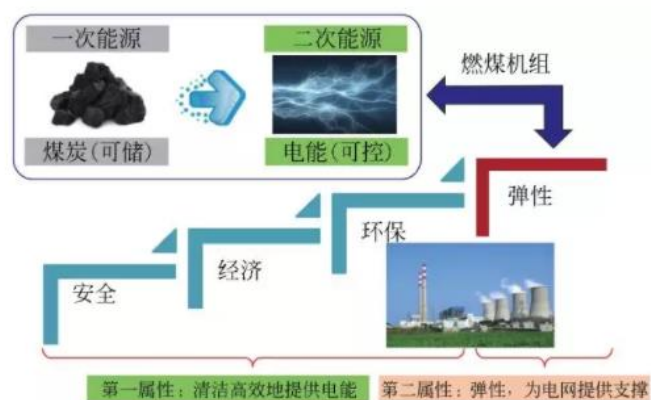 一次能源
二次能源
燃煤机组
煤炭(可储)
电能(可控)
弹性
环保
经济
安全
第一属性：清洁高效地提供电能
第二属性：弹性，为电网提供支撑